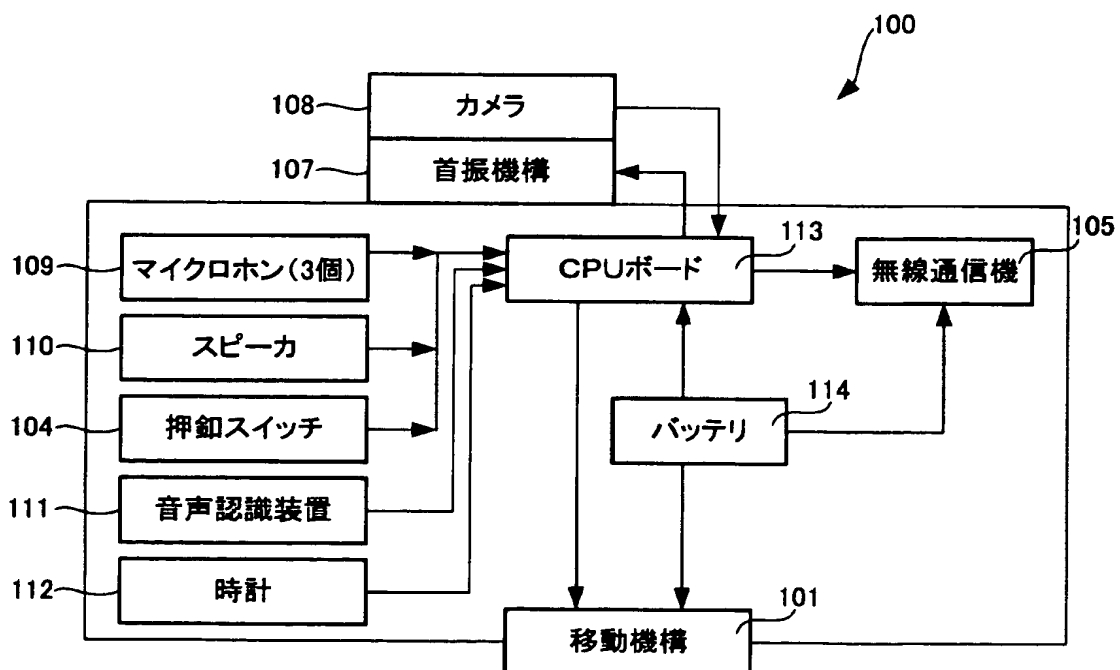 100
108
カメラ
107
首振機構
109
マイクロホン(3個)
113
CPUボード
105
無線通信機
110
スピーカ
104
押釦スイッチ
114
バッテリ
111
音声認識装置
112
時計
101
移動機構